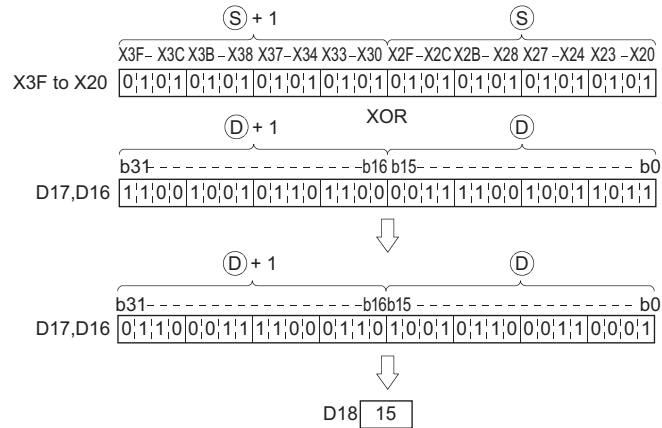 S + 1 S
X3F – X3C X3B – X38 X37 – X34 X33 – X30 X2F – X2C X2B – X28 X27 – X24 X23 – X20
X3F to X20 0 1 0 1 0 1 0 1 0 1 0 1 0 1 0 1 0 1 0 1 0 1 0 1 0 1 0 1 0 1 0 1
XOR
D + 1 D
b31 - - - b16 b15 - - - b0
D17,D16 1 1 0 0 1 0 0 1 0 1 1 0 1 1 0 0 0 0 1 1 1 1 0 0 1 0 0 1 1 0 1 1
D + 1 D
b31 - - - b16 b15 - - - b0
D17,D16 0 1 1 0 0 0 1 1 1 1 0 0 0 1 1 0 1 0 0 1 0 1 1 0 0 0 1 1 0 0 0 1
D18 15